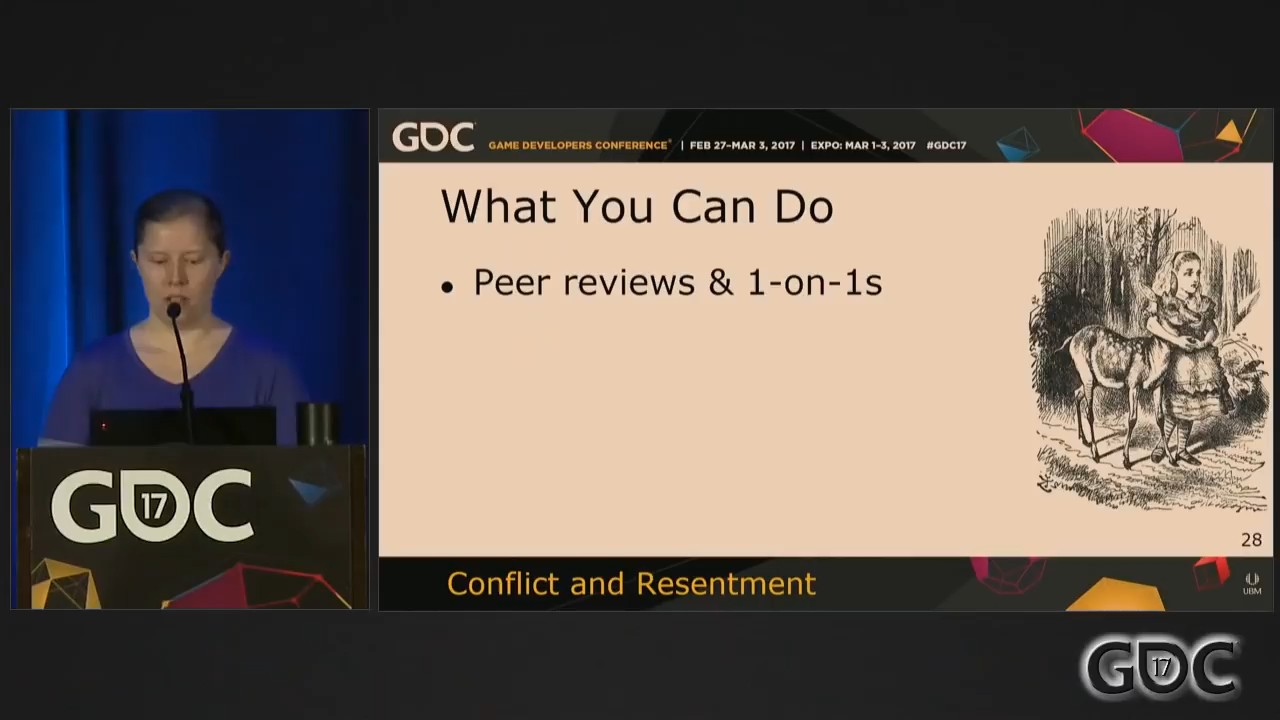 GDC
GAME DEVELOPERS CONFERENCE® | FEB 27–MAR 3, 2017 | EXPO: MAR 1–3, 2017 #GDC17
What You Can Do
• Peer reviews & 1-on-1s
28
Conflict and Resentment
UBM
GDC
17
GDC
17